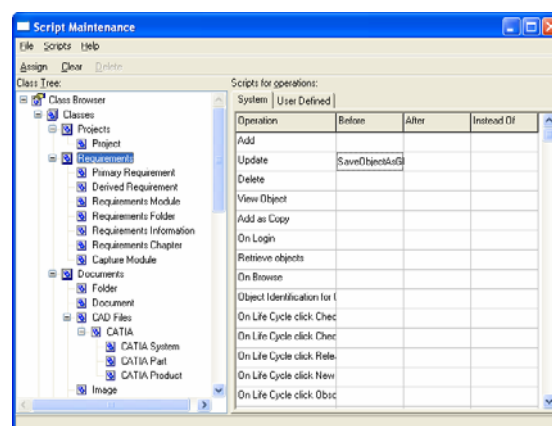 Script Maintenance
File Scripts Help
Assign Clear Delete
Class Tree:
Class Browser
Classes
Projects
Project
Requirements
Primary Requirement
Derived Requirement
Requirements Module
Requirements Folder
Requirements Information
Requirements Chapter
Capture Module
Documents
Folder
Document
CAD Files
CATIA
CATIA System
CATIA Part
CATIA Product
Image
Scripts for operations:
System User Defined
Operation Before After Instead Of
Add
Update SaveObjectAsGl
Delete
View Object
Add as Copy
On Login
Retrieve objects
On Browse
Object Identification for
On Life Cycle click Chec
On Life Cycle click Chec
On Life Cycle click Rele
On Life Cycle click New
On Life Cycle click Obsc